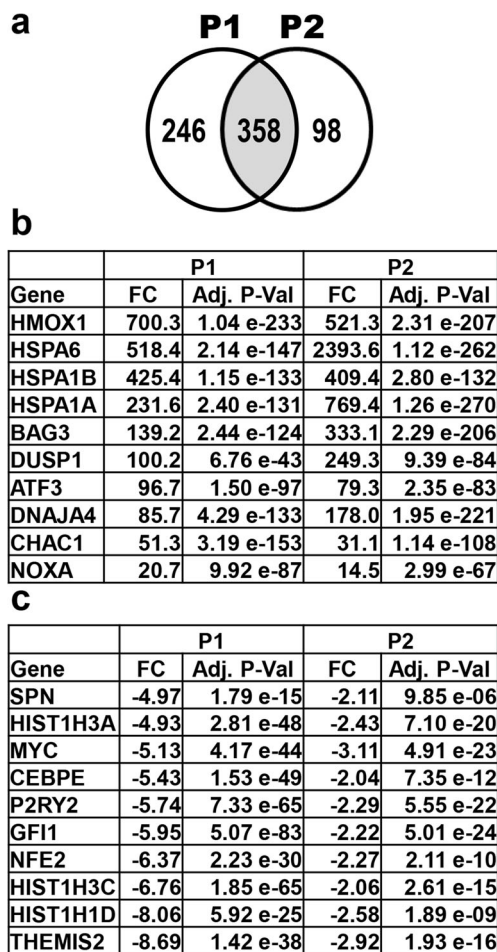 a
P1 P2
246 358 98
b
P1 P2
Gene FC Adj. P-Val FC Adj. P-Val
HMOX1 700.3 1.04 e-233 521.3 2.31 e-207
HSPA6 518.4 2.14 e-147 2393.6 1.12 e-262
HSPA1B 425.4 1.15 e-133 409.4 2.80 e-132
HSPA1A 231.6 2.40 e-131 769.4 1.26 e-270
BAG3 139.2 2.44 e-124 333.1 2.29 e-206
DUSP1 100.2 6.76 e-43 249.3 9.39 e-84
ATF3 96.7 1.50 e-97 79.3 2.35 e-83
DNAJA4 85.7 4.29 e-133 178.0 1.95 e-221
CHAC1 51.3 3.19 e-153 31.1 1.14 e-108
NOXA 20.7 9.92 e-87 14.5 2.99 e-67
c
P1 P2
Gene FC Adj. P-Val FC Adj. P-Val
SPN -4.97 1.79 e-15 -2.11 9.85 e-06
HIST1H3A -4.93 2.81 e-48 -2.43 7.10 e-20
MYC -5.13 4.17 e-44 -3.11 4.91 e-23
CEBPE -5.43 1.53 e-49 -2.04 7.35 e-12
P2RY2 -5.74 7.33 e-65 -2.29 5.55 e-22
GFI1 -5.95 5.07 e-83 -2.22 5.01 e-24
NFE2 -6.37 2.23 e-30 -2.27 2.11 e-10
HIST1H3C -6.76 1.85 e-65 -2.06 2.61 e-15
HIST1H1D -8.06 5.92 e-25 -2.58 1.89 e-09
THEMIS2 -8.69 1.42 e-38 -2.92 1.93 e-16